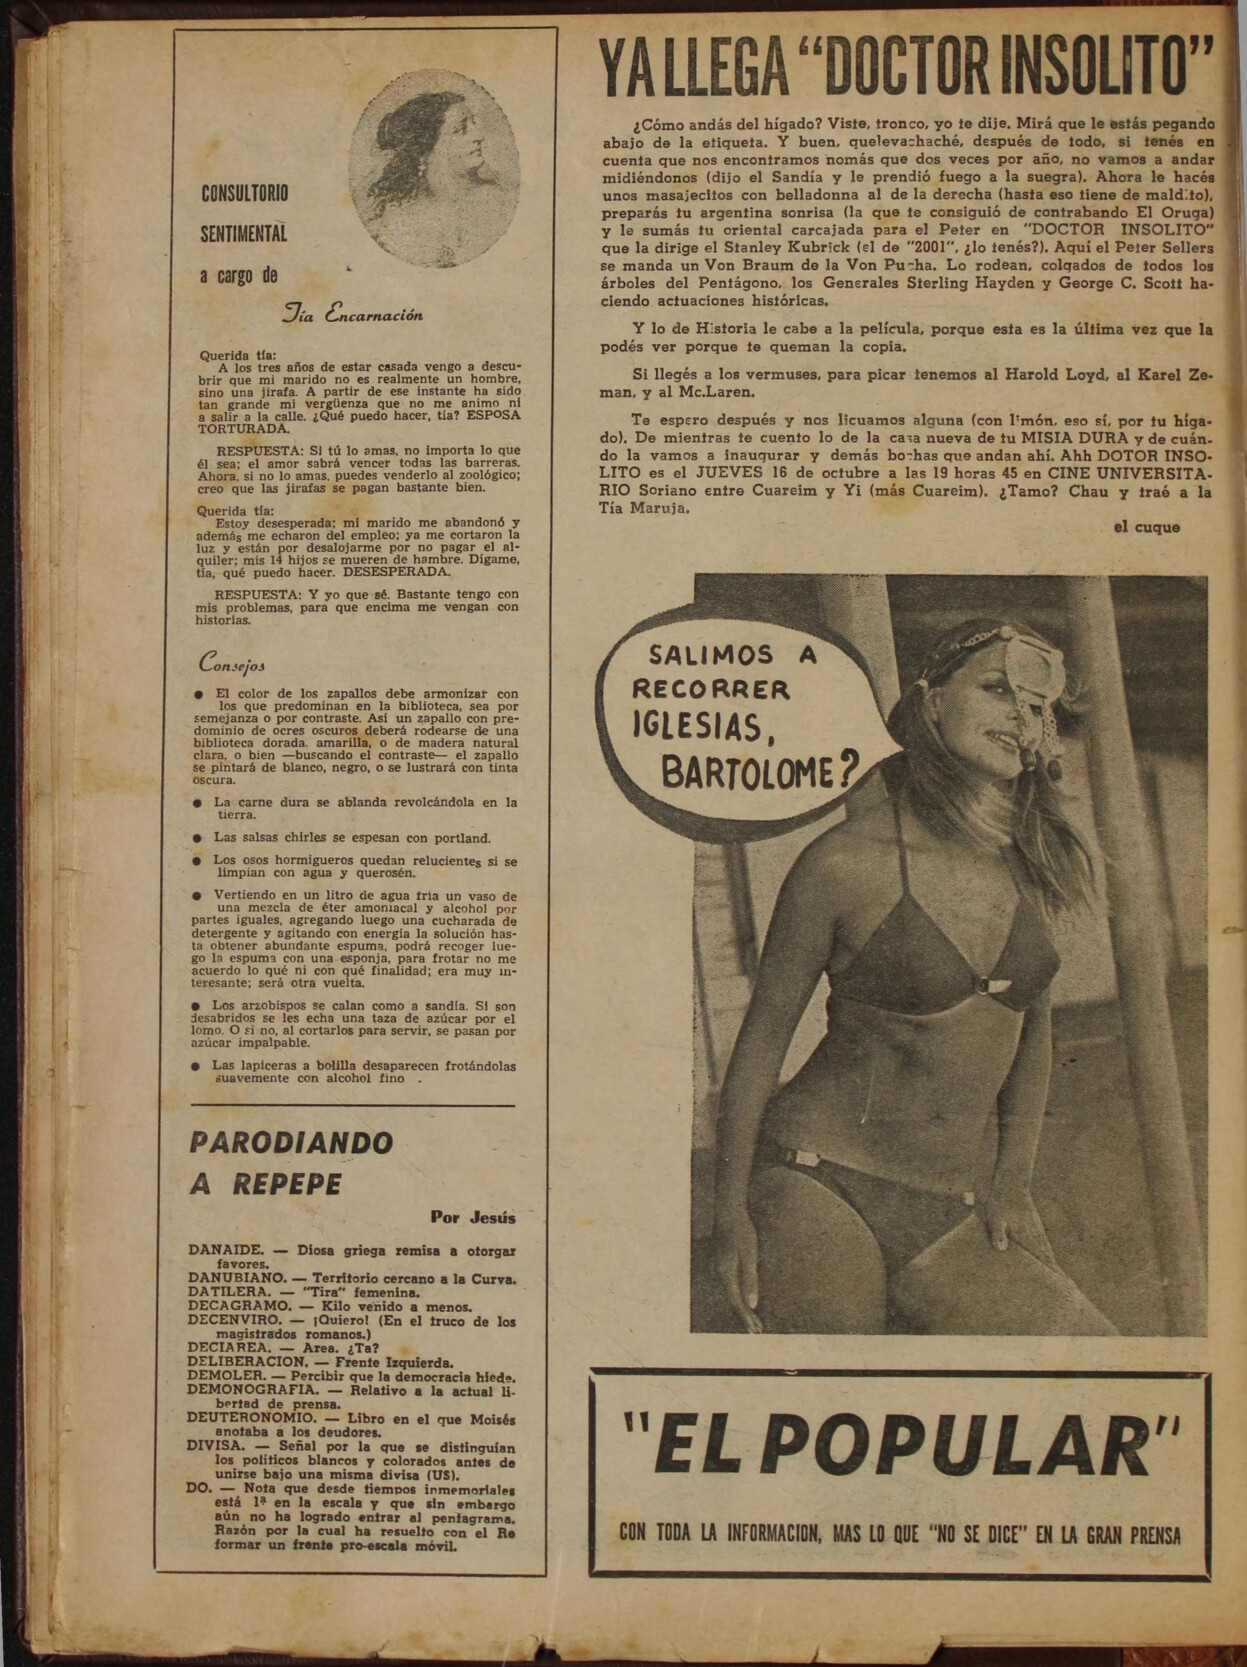 CONSULTORIO
SENTIMENTAL
a cargo de
Tía Encarnación
Querida tía:
A los tres años de estar casada vengo a descu-
brir que mi marido no es realmente un hombre,
sino una jirafa. A partir de ese instante ha sido
tan grande mi vergüenza que no me animo ni
a salir a la calle. ¿Qué puedo hacer, tía? ESPOSA
TORTURADA.
RESPUESTA: Si tú lo amas, no importa lo que
él sea; el amor sabrá vencer todas las barreras.
Ahora, si no lo amas, puedes venderlo al zoológico;
creo que las jirafas se pagan bastante bien.
Querida tía:
Estoy desesperada; mi marido me abandonó y
además me echaron del empleo; ya me cortaron la
luz y están por desalojarme por no pagar el al-
quiler; mis 14 hijos se mueren de hambre. Dígame,
tía, qué puedo hacer. DESESPERADA.
RESPUESTA: Y yo que sé. Bastante tengo con
mis problemas, para que encima me vengan con
historias.
Consejos
● El color de los zapallos debe armonizar con
los que predominan en la biblioteca, sea por
semejanza o por contraste. Así un zapallo con pre-
dominio de ocres oscuros deberá rodearse de una
biblioteca dorada, amarilla, o de madera natural
clara, o bien —buscando el contraste— el zapallo
se pintará de blanco, negro, o se lustrará con tinta
oscura.
● La carne dura se ablanda revolcándola en la
tierra.
● Las salsas chirles se espesan con portland.
● Los osos hormigueros quedan relucientes si se
limpian con agua y querosén.
● Vertiendo en un litro de agua fría un vaso de
una mezcla de éter amoniacal y alcohol por
partes iguales, agregando luego una cucharada de
detergente y agitando con energía la solución has-
ta obtener abundante espuma, podrá recoger lue-
go la espuma con una esponja, para frotar no me
acuerdo lo qué ni con qué finalidad; era muy in-
teresante; será otra vuelta.
● Los arzobispos se calan como a sandía. Si son
desabridos se les echa una taza de azúcar por el
lomo. O si no, al cortarlos para servir, se pasan por
azúcar impalpable.
● Las lapiceras a bolilla desaparecen frotándolas
suavemente con alcohol fino .
PARODIANDO
A REPEPE
Por Jesús
DANAIDE. — Diosa griega remisa a otorgar
favores.
DANUBIANO. — Territorio cercano a la Curva.
DATILERA. — "Tira" femenina.
DECAGRAMO. — Kilo venido a menos.
DECENVIRO. — ¡Quiero! (En el truco de los
magistrados romanos.)
DECIAREA. — Area. ¿Ta?
DELIBERACION. — Frente Izquierda.
DEMOLER. — Percibir que la democracia hiede.
DEMONOGRAFIA. — Relativo a la actual li-
bertad de prensa.
DEUTERONOMIO. — Libro en el que Moisés
anotaba a los deudores.
DIVISA. — Señal por la que se distinguían
los políticos blancos y colorados antes de
unirse bajo una misma divisa (US).
DO. — Nota que desde tiempos inmemoriales
está 1ª en la escala y que sin embargo
aún no ha logrado entrar al pentagrama.
Razón por la cual ha resuelto con el Re
formar un frente pro-escala móvil.
YA LLEGA "DOCTOR INSOLITO"
¿Cómo andás del hígado? Viste, tronco, yo te dije. Mirá que le estás pegando
abajo de la etiqueta. Y buen, quelevachaché, después de todo, si tenés en
cuenta que nos encontramos nomás que dos veces por año, no vamos a andar
midiéndonos (dijo el Sandía y le prendió fuego a la suegra). Ahora le hacés
unos masajecitos con belladonna al de la derecha (hasta eso tiene de maldito),
preparás tu argentina sonrisa (la que te consiguió de contrabando El Oruga)
y le sumás tu oriental carcajada para el Peter en "DOCTOR INSOLITO"
que la dirige el Stanley Kubrick (el de "2001", ¿lo tenés?). Aquí el Peter Sellers
se manda un Von Braum de la Von Pucha. Lo rodean, colgados de todos los
árboles del Pentágono, los Generales Sterling Hayden y George C. Scott ha-
ciendo actuaciones históricas.
Y lo de Historia le cabe a la película, porque esta es la última vez que la
podés ver porque te queman la copia.
Si llegés a los vermuses, para picar tenemos al Harold Loyd, al Karel Ze-
man, y al Mc.Laren.
Te espero después y nos licuamos alguna (con limón, eso sí, por tu híga-
do). De mientras te cuento lo de la casa nueva de tu MISIA DURA y de cuán-
do la vamos a inaugurar y demás bochas que andan ahí. Ahh DOTOR INSO-
LITO es el JUEVES 16 de octubre a las 19 horas 45 en CINE UNIVERSITA-
RIO Soriano entre Cuareim y Yi (más Cuareim). ¿Tamo? Chau y traé a la
Tía Maruja.
el cuque
SALIMOS A
RECORRER
IGLESIAS,
BARTOLOME?
"EL POPULAR"
CON TODA LA INFORMACION, MAS LO QUE "NO SE DICE" EN LA GRAN PRENSA